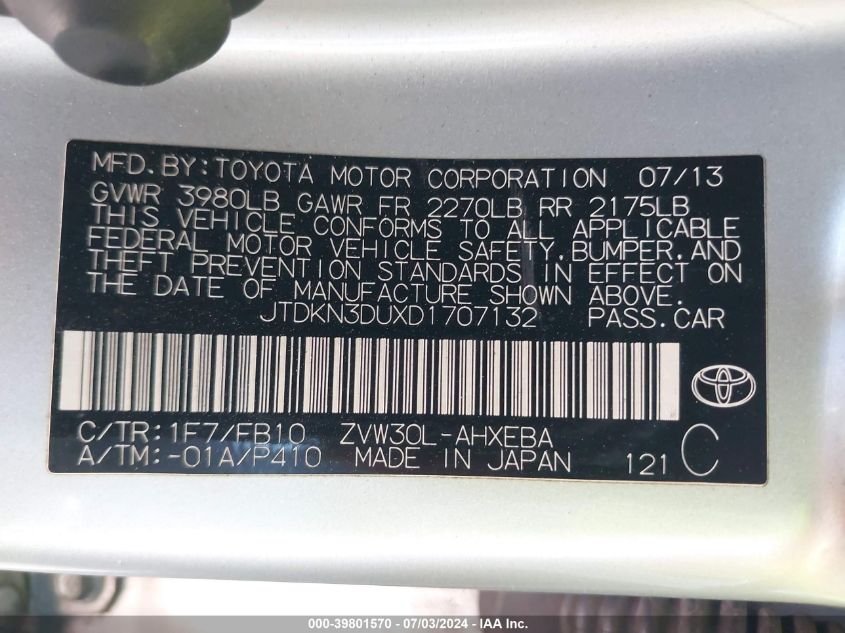 MFD.BY:TOYOTA MOTOR CORPORATION 07/13
GVWR 3980LB GAWR FR 2270LB RR 2175LB
THIS VEHICLE CONFORMS TO ALL APPLICABLE
FEDERAL MOTOR VEHICLE SAFETY,BUMPER,AND
THEFT PREVENTION STANDARDS IN EFFECT ON
THE DATE OF MANUFACTURE SHOWN ABOVE.
JTDKN3DUXD1707132 PASS.CAR
C/TR:1F7/FB10 ZVW30L-AHXEBA
A/TM:-01A/P410 MADE IN JAPAN 121 C
000-39801570 / 07/03/2024 - IAA Inc.